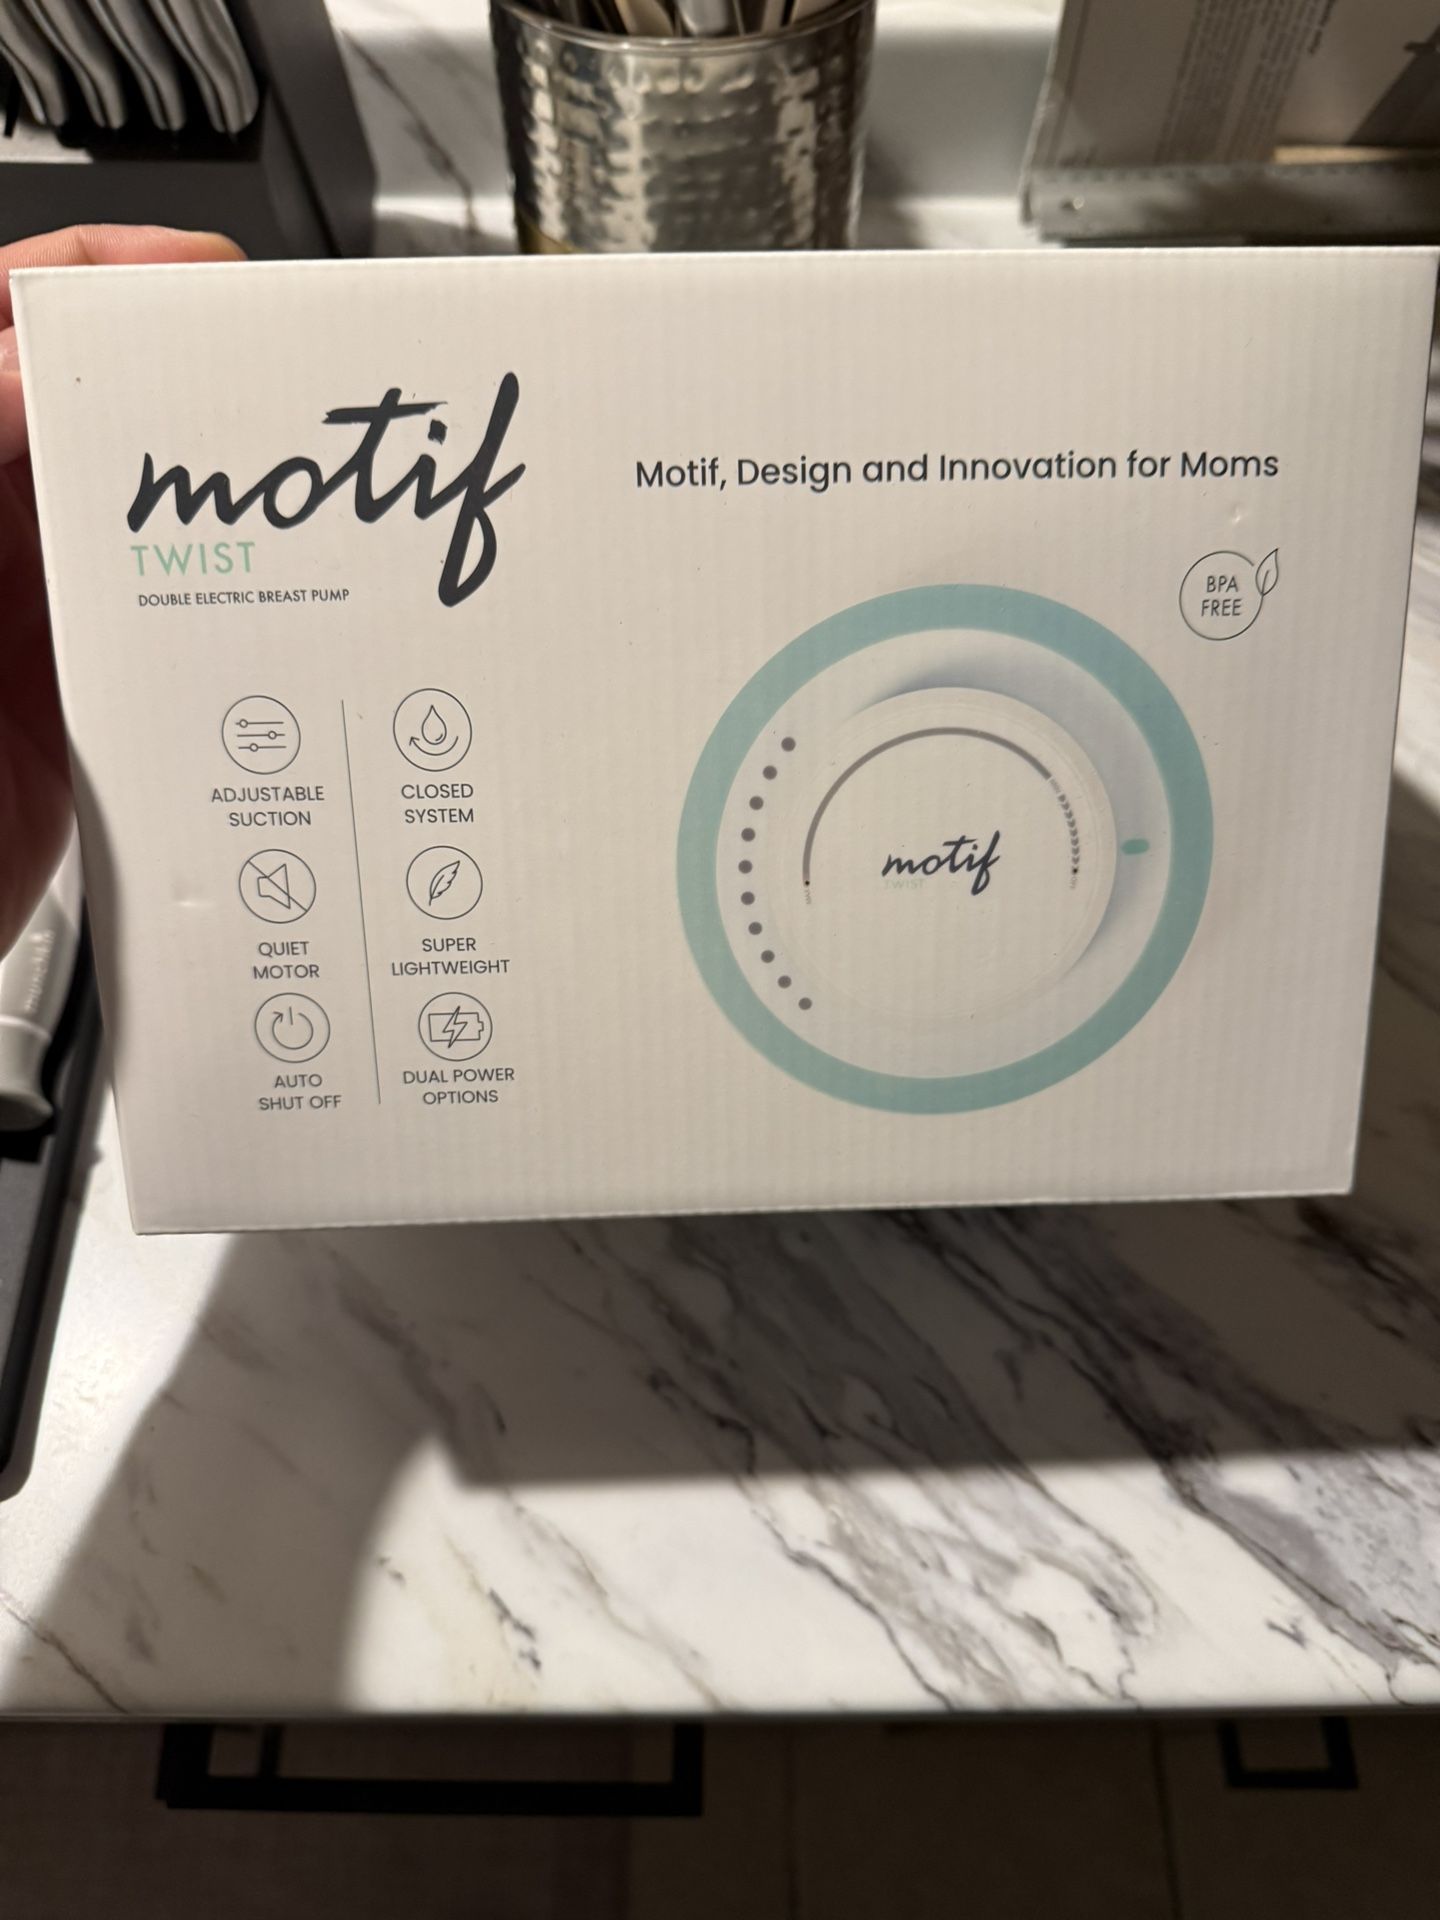 motif
TWIST
DOUBLE ELECTRIC BREAST PUMP
Motif, Design and Innovation for Moms
BPA
FREE
ADJUSTABLE
SUCTION
CLOSED
SYSTEM
QUIET
MOTOR
SUPER
LIGHTWEIGHT
AUTO
SHUT OFF
DUAL POWER
OPTIONS
motif
TWIST